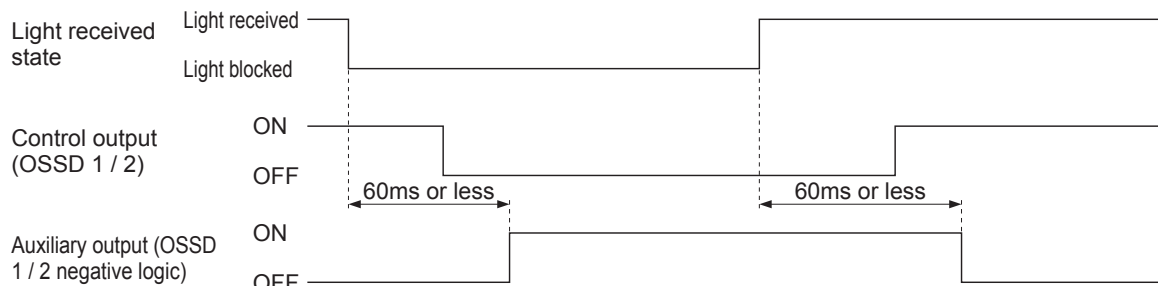 Light received
state
Light received
Light blocked
Control output
(OSSD 1 / 2)
ON
OFF
60ms or less
60ms or less
Auxiliary output (OSSD
1 / 2 negative logic)
ON
OFF